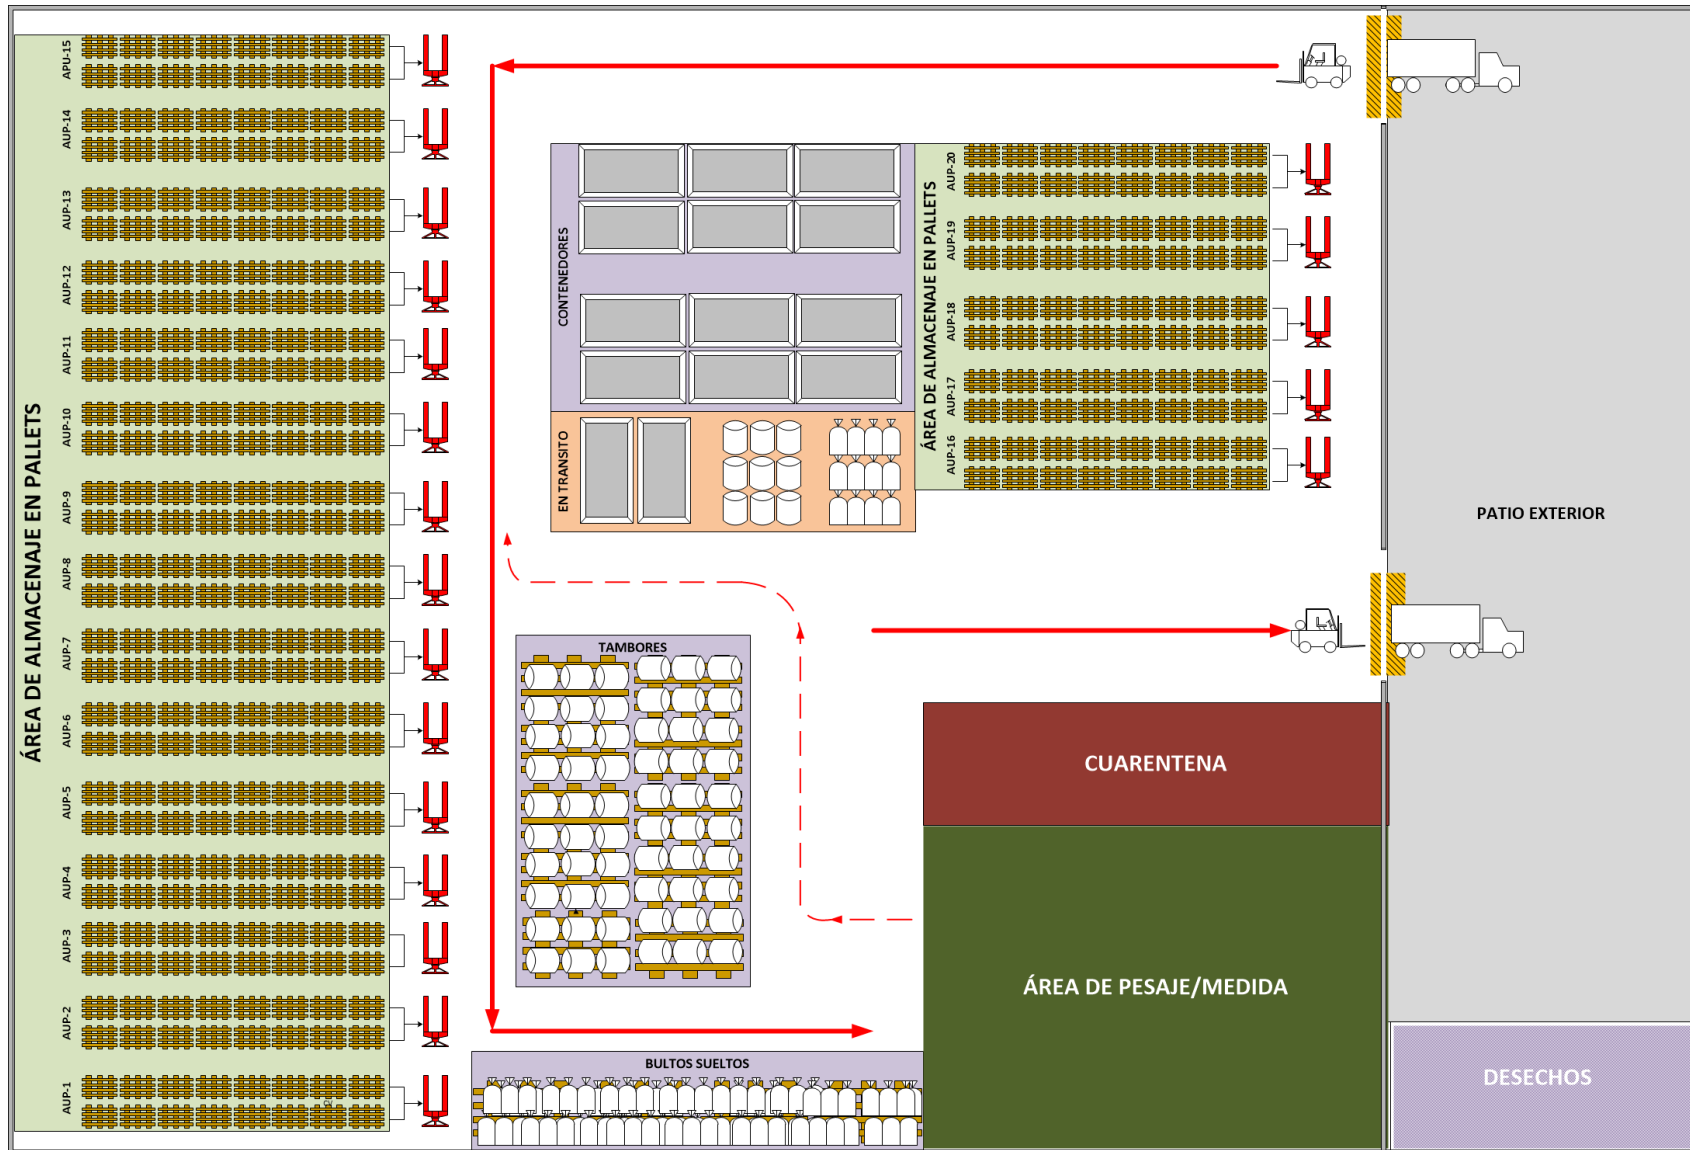 ÁREA DE ALMACENAJE EN PALLETS
APU-15
AUP-14
AUP-13
AUP-12
AUP-11
AUP-10
AUP-9
AUP-8
AUP-7
AUP-6
AUP-5
AUP-4
AUP-3
AUP-2
AUP-1
CONTENEDORES
EN TRANSITO
ÁREA DE ALMACENAJE EN PALLETS
AUP-20
AUP-19
AUP-18
AUP-17
AUP-16
PATIO EXTERIOR
TAMBORES
CUARENTENA
ÁREA DE PESAJE/MEDIDA
BULTOS SUELTOS
DESECHOS